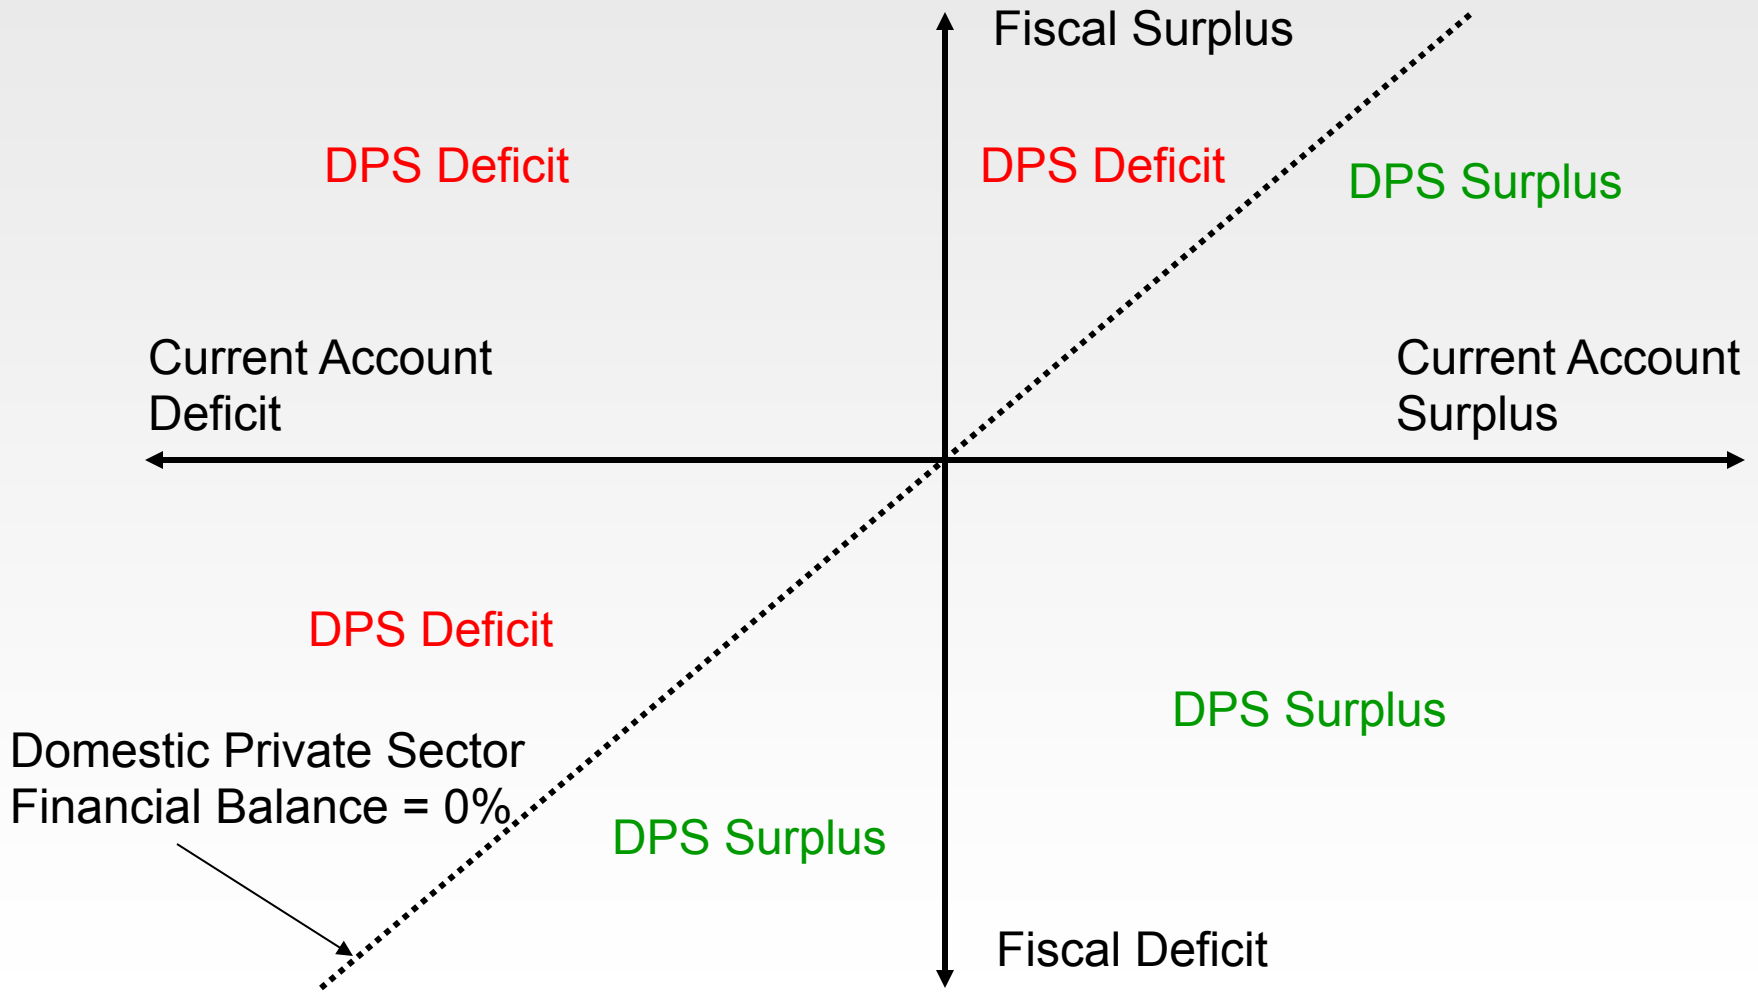 Fiscal Surplus
DPS Deficit
DPS Deficit
DPS Surplus
Current Account
Deficit
Current Account
Surplus
DPS Deficit
DPS Surplus
Domestic Private Sector
Financial Balance = 0%
DPS Surplus
Fiscal Deficit